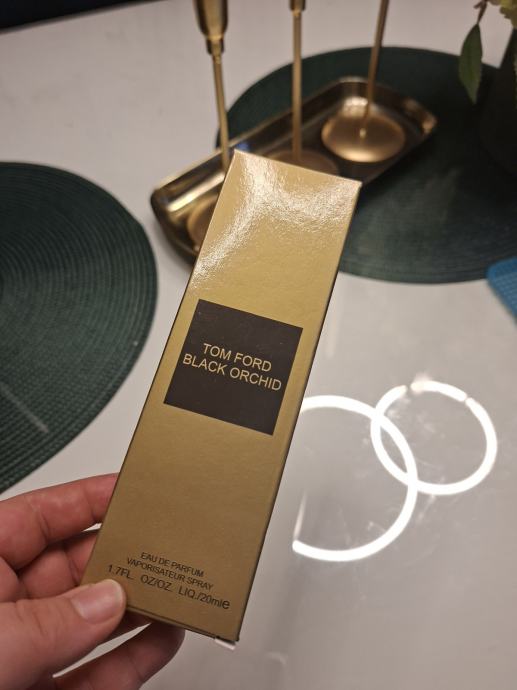 TOM FORD
BLACK ORCHID
EAU DE PARFUM
VAPORISATEUR SPRAY
1.7FL. OZ/OZ. LIQ./20mle